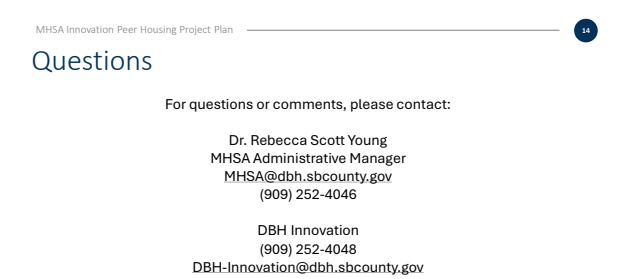 MHSA Innovation Peer Housing Project Plan
14
Questions
For questions or comments, please contact:
Dr. Rebecca Scott Young
MHSA Administrative Manager
MHSA@dbh.sbcounty.gov
(909) 252-4046
DBH Innovation
(909) 252-4048
DBH-Innovation@dbh.sbcounty.gov